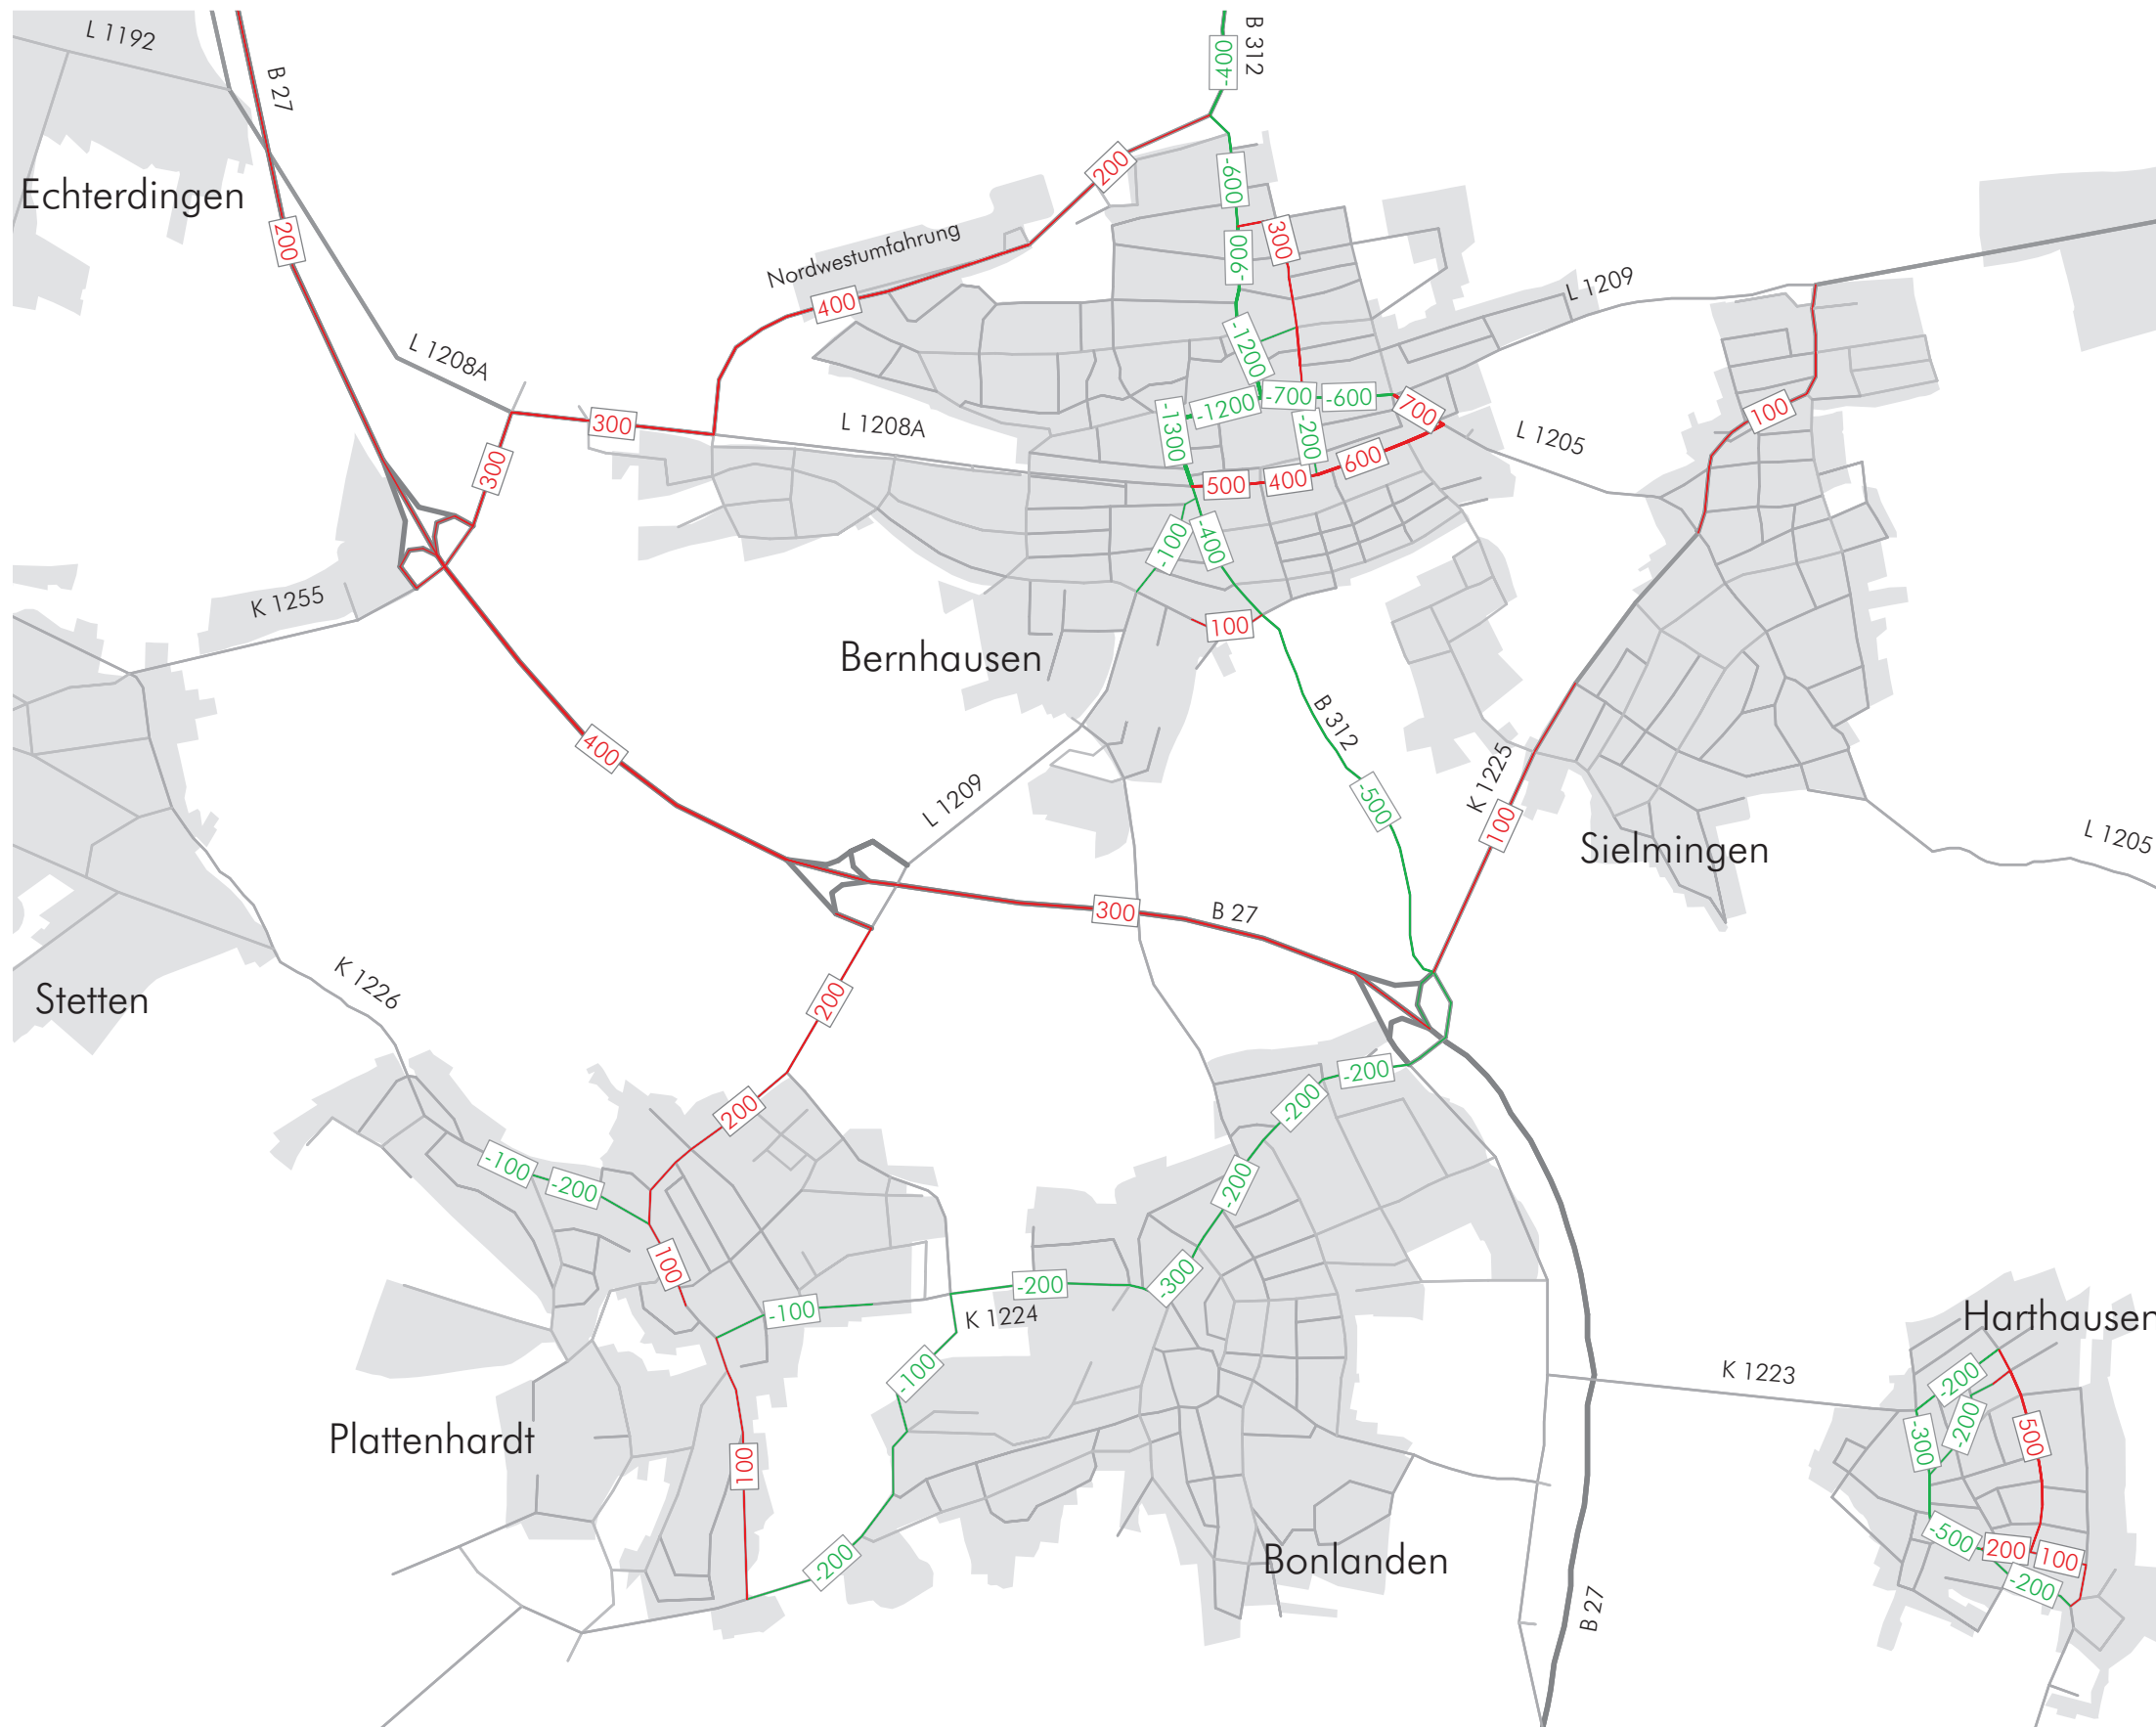 L 1192
B 27
B 312
-400
Echterdingen
200
200
-600
300
-900
Nordwestumfahrung
400
L 1209
L 1208A
-1200
300
L 1208A
-1300
-1200
-700
-600
700
100
L 1205
300
-200
600
500
400
-100
-400
K 1255
100
Bernhausen
B 312
400
K 1225
-500
L 1209
100
Sielmingen
L 1205
300
B 27
K 1226
Stetten
200
-200
200
-200
-100
-200
-200
100
-300
-200
-100
K 1224
Harthausen
-100
K 1223
-200
-200
-300
500
Plattenhardt
100
-500
200
100
-200
-200
Bonlanden
B 27